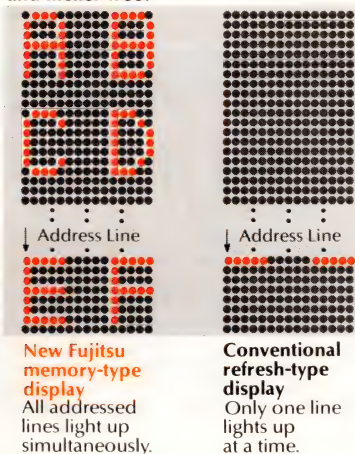 A B
C D
Address Line
E F
New Fujitsu
memory-type
display
All addressed
lines light up
simultaneously.
Address Line
Conventional
refresh-type
display
Only one line
lights up
at a time.